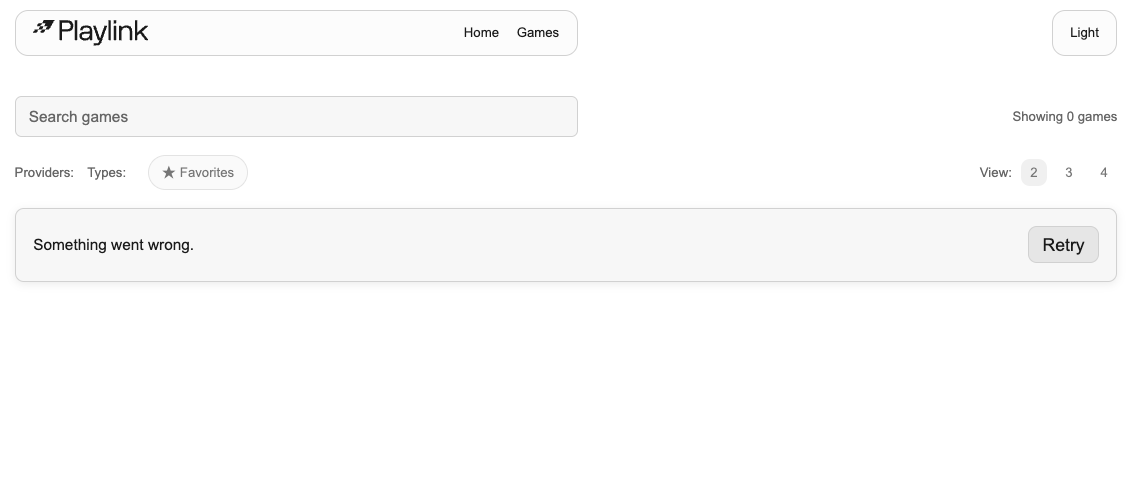 Playlink Home Games Light
Search games Showing 0 games
Providers: Types: ★ Favorites View: 2 3 4
Something went wrong. Retry